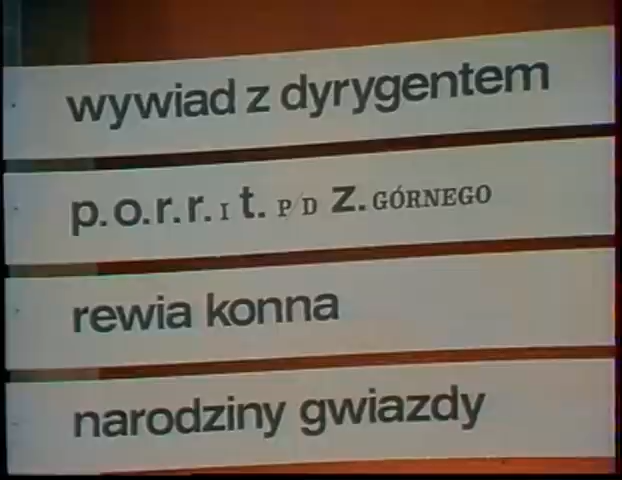 wywiad z dyrygentem
p.o.r.r. I t. P/D Z. GÓRNEGO
rewia konna
narodziny gwiazdy